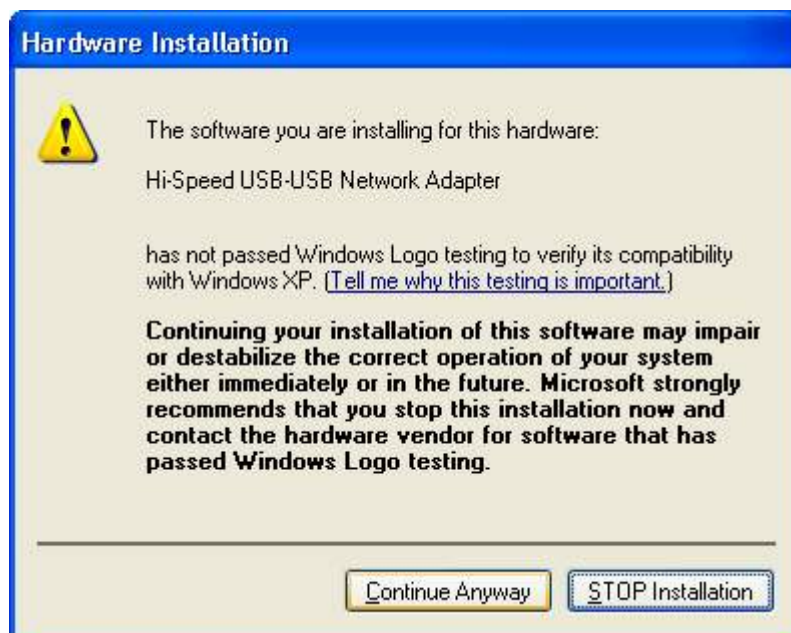 Hardware Installation
The software you are installing for this hardware:
Hi-Speed USB-USB Network Adapter
has not passed Windows Logo testing to verify its compatibility
with Windows XP. (Tell me why this testing is important.)
Continuing your installation of this software may impair
or destabilize the correct operation of your system
either immediately or in the future. Microsoft strongly
recommends that you stop this installation now and
contact the hardware vendor for software that has
passed Windows Logo testing.
Continue Anyway
STOP Installation